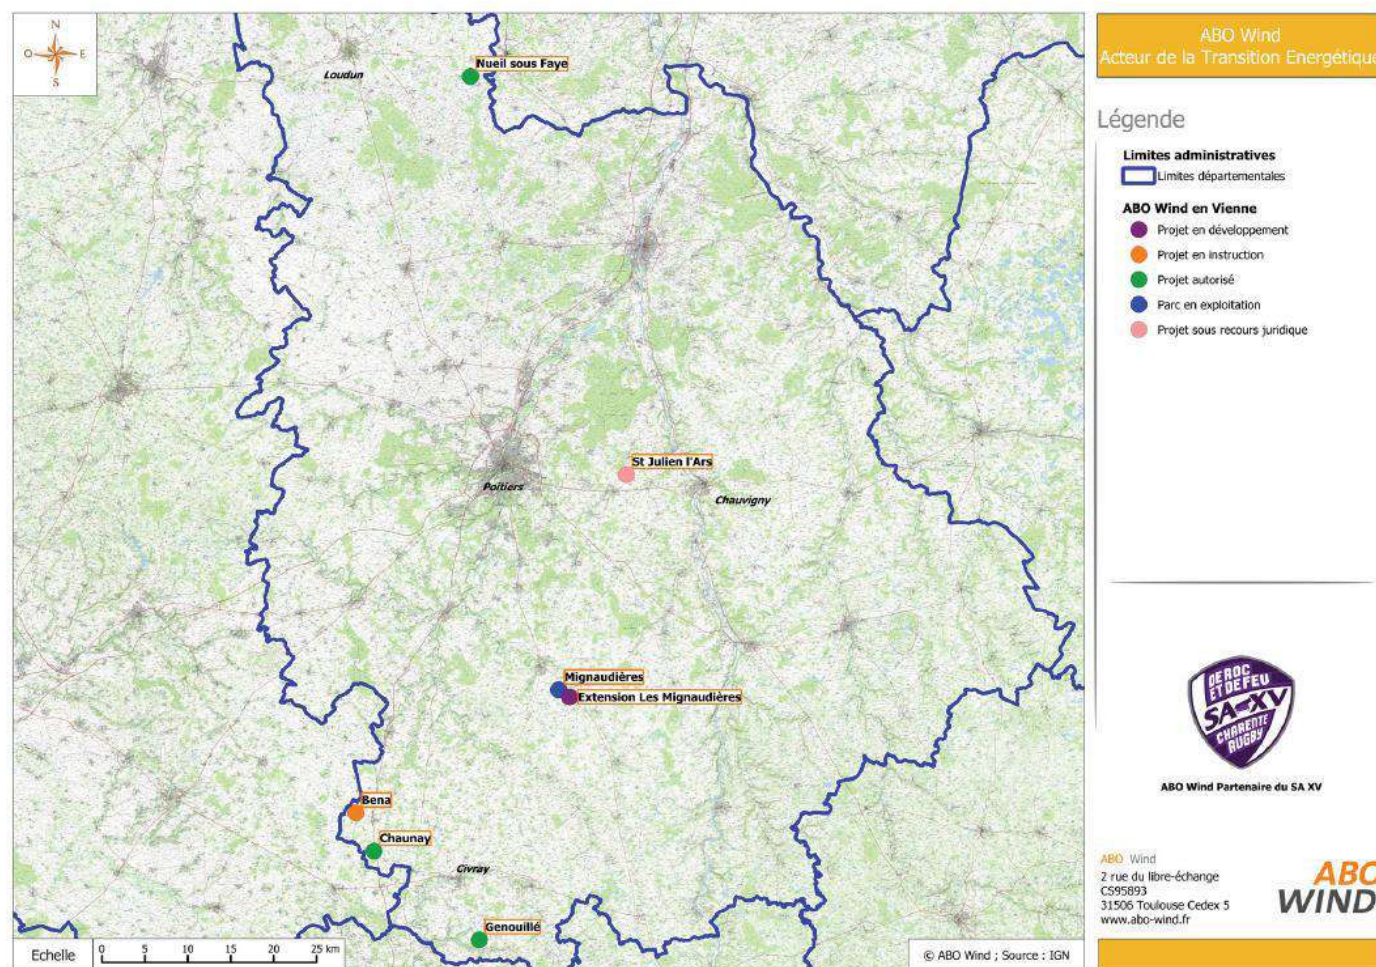 N
O
E
S
Loudun
Nueil sous Faye
St Julien l'Ars
Poitiers
Chauvigny
Mignaudières
Extension Les Mignaudières
Bena
Chaunay
Civray
Genouillé
Echelle
0 5 10 15 20 25 km
© ABO Wind ; Source : IGN
ABO Wind
Acteur de la Transition Energétique
Légende
Limites administratives
Limites départementales
ABO Wind en Vienne
Projet en développement
Projet en instruction
Projet autorisé
Parc en exploitation
Projet sous recours juridique
DE ROC
ET DE FEU
SA XV
CHARENTE
RUGBY
ABO Wind Partenaire du SA XV
ABO Wind
2 rue du libre-échange
CS95893
31506 Toulouse Cedex 5
www.abo-wind.fr
ABO
WIND